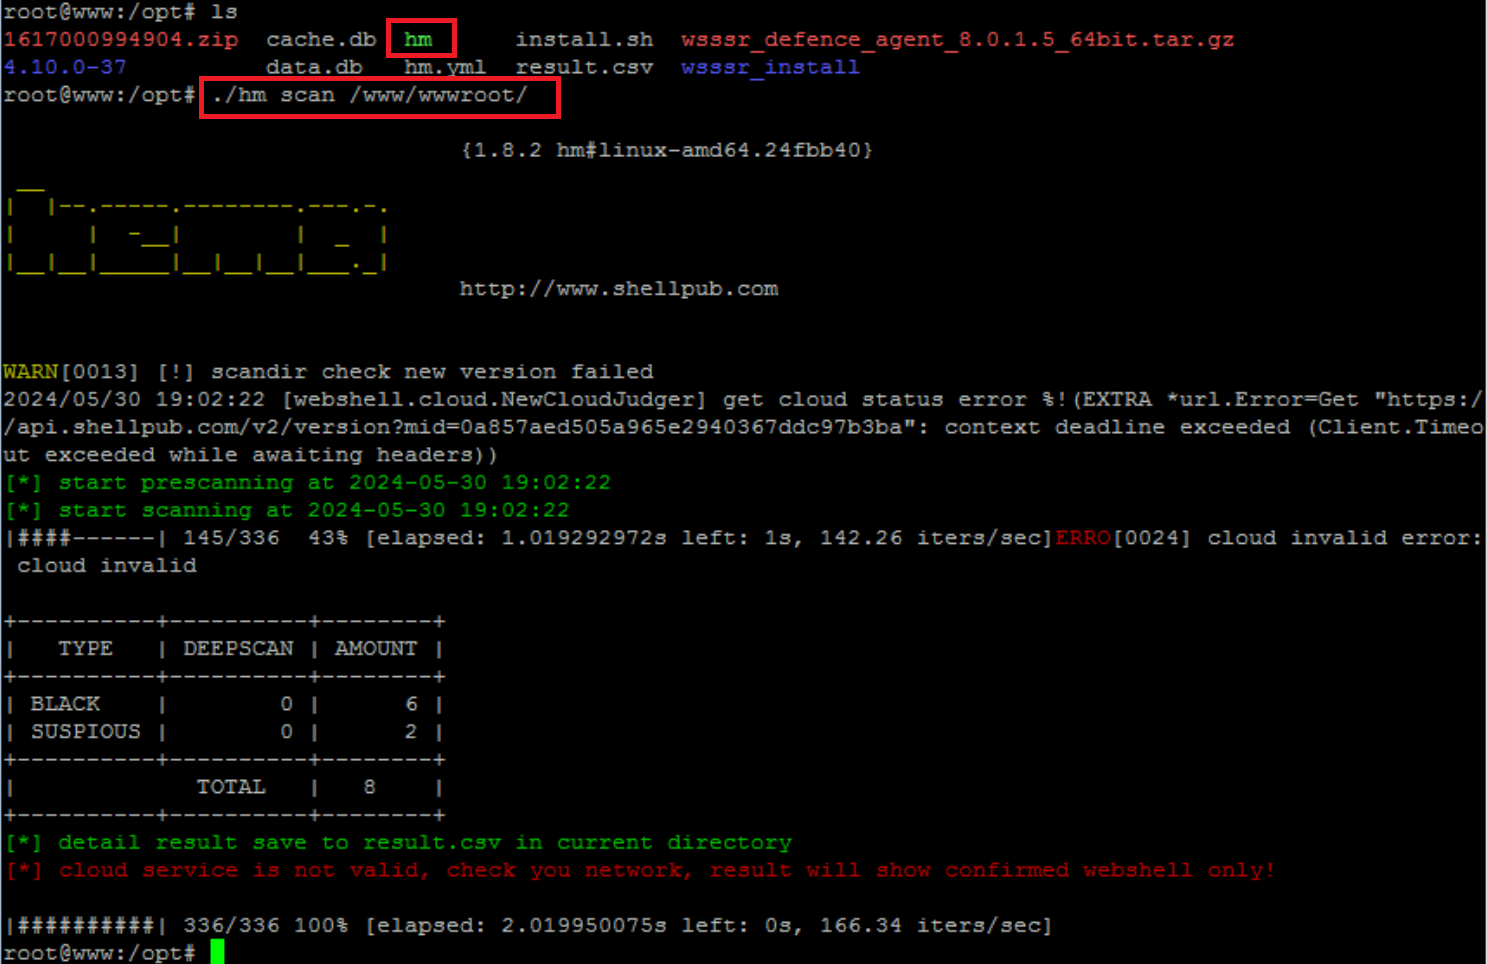 root@www:/opt# ls
1617000994904.zip  cache.db  hm      install.sh  wsssr_defence_agent_8.0.1.5_64bit.tar.gz
4.10.0-37          data.db   hm.yml  result.csv  wsssr_install
root@www:/opt# ./hm scan /www/wwwroot/
{1.8.2 hm#linux-amd64.24fbb40}
hema
http://www.shellpub.com
WARN[0013] [!] scandir check new version failed
2024/05/30 19:02:22 [webshell.cloud.NewCloudJudger] get cloud status error %!(EXTRA *url.Error=Get "https:/
/api.shellpub.com/v2/version?mid=0a857aed505a965e2940367ddc97b3ba": context deadline exceeded (Client.Timeo
ut exceeded while awaiting headers))
[*] start prescanning at 2024-05-30 19:02:22
[*] start scanning at 2024-05-30 19:02:22
|####------| 145/336  43% [elapsed: 1.019292972s left: 1s, 142.26 iters/sec]ERRO[0024] cloud invalid error:
 cloud invalid
+----------+----------+--------+
|   TYPE   | DEEPSCAN | AMOUNT |
+----------+----------+--------+
| BLACK    |        0 |      6 |
| SUSPIOUS |        0 |      2 |
+----------+----------+--------+
|             TOTAL   |   8    |
+----------+----------+--------+
[*] detail result save to result.csv in current directory
[*] cloud service is not valid, check you network, result will show confirmed webshell only!
|##########| 336/336 100% [elapsed: 2.019950075s left: 0s, 166.34 iters/sec]
root@www:/opt#